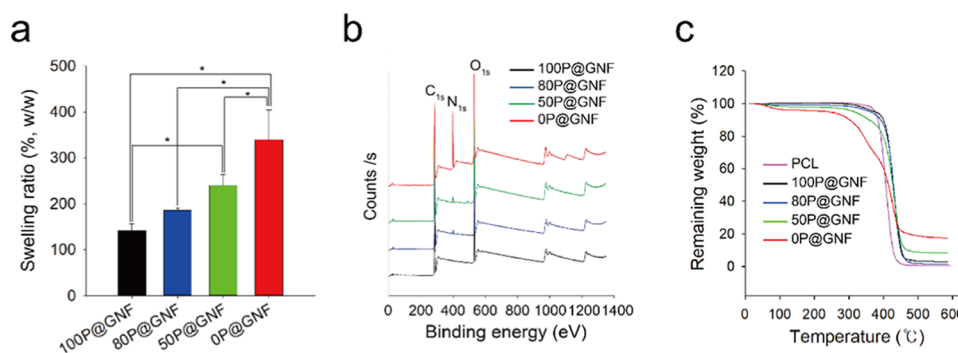 a
Swelling ratio (%, w/w)
500
400
300
200
100
0
*
*
*
*
100P@GNF
80P@GNF
50P@GNF
0P@GNF
b
Counts /s
C1s
N1s
O1s
100P@GNF
80P@GNF
50P@GNF
0P@GNF
0 200 400 600 800 1000 1200 1400
Binding energy (eV)
c
Remaining weight (%)
120
100
80
60
40
20
0
PCL
100P@GNF
80P@GNF
50P@GNF
0P@GNF
0 100 200 300 400 500 600
Temperature (℃)